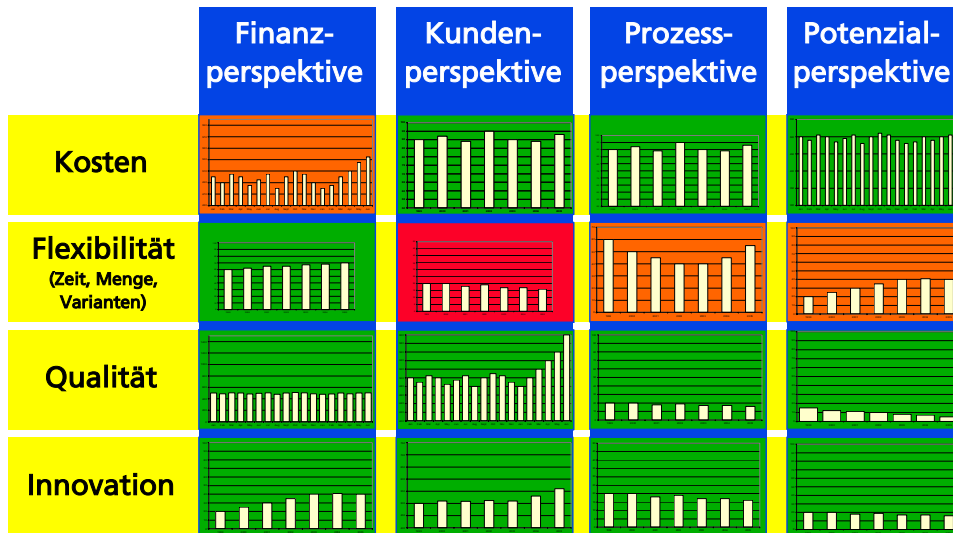 Finanz-
perspektive
Kunden-
perspektive
Prozess-
perspektive
Potenzial-
perspektive
Kosten
Flexibilität
(Zeit, Menge,
Varianten)
Qualität
Innovation